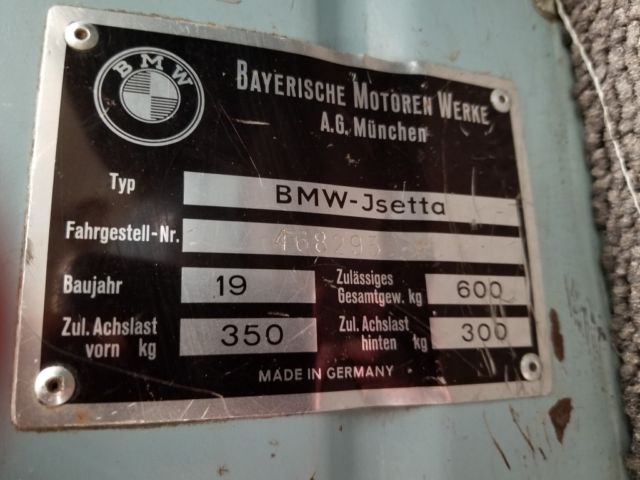 BMW
BAYERISCHE MOTOREN WERKE
A.G. München
Typ BMW-Jsetta
Fahrgestell-Nr. 468295
Baujahr 19 Zulässiges Gesamtgew. kg 600
Zul. Achslast vorn kg 350 Zul. Achslast hinten kg 300
MADE IN GERMANY